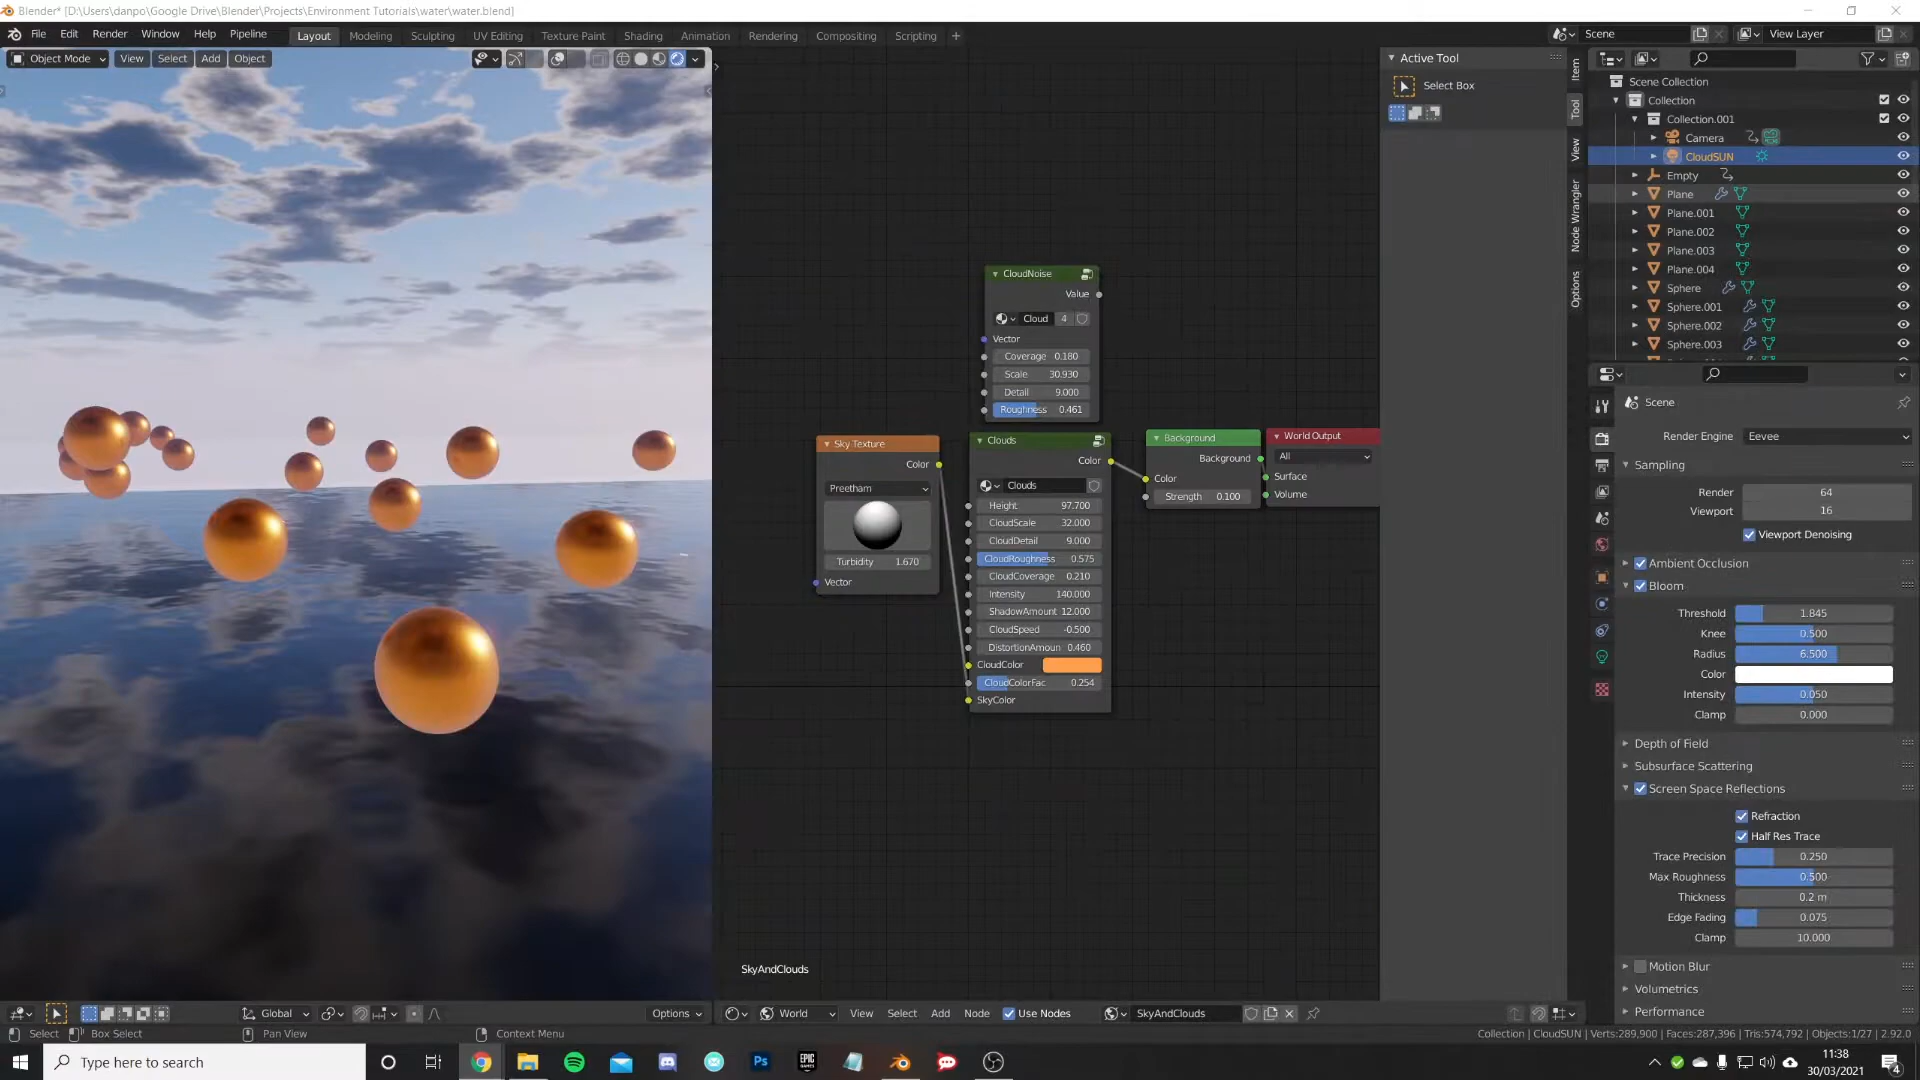 Blender* [D:\Users\danpo\Google Drive\Blender\Projects\Environment Tutorials\water\water.blend]
File Edit Render Window Help Pipeline
Layout Modeling Sculpting UV Editing Texture Paint Shading Animation Rendering Compositing Scripting +
Scene
View Layer
Object Mode View Select Add Object
Active Tool
Select Box
Item
Tool
View
Node Wrangler
Options
Scene Collection
Collection
Collection.001
Camera
CloudSUN
Empty
Plane
Plane.001
Plane.002
Plane.003
Plane.004
Sphere
Sphere.001
Sphere.002
Sphere.003
CloudNoise
Value
Cloud 4
Vector
Coverage 0.180
Scale 30.930
Detail 9.000
Roughness 0.461
Sky Texture
Color
Preetham
Turbidity 1.670
Vector
Clouds
Color
Clouds
Height 97.700
CloudScale 32.000
CloudDetail 9.000
CloudRoughness 0.575
CloudCoverage 0.210
Intensity 140.000
ShadowAmount 12.000
CloudSpeed -0.500
DistortionAmoun 0.460
CloudColor
CloudColorFac 0.254
SkyColor
Background
Background
Color
Strength 0.100
World Output
All
Surface
Volume
Scene
Render Engine Eevee
Sampling
Render 64
Viewport 16
Viewport Denoising
Ambient Occlusion
Bloom
Threshold 1.845
Knee 0.500
Radius 6.500
Color
Intensity 0.050
Clamp 0.000
Depth of Field
Subsurface Scattering
Screen Space Reflections
Refraction
Half Res Trace
Trace Precision 0.250
Max Roughness 0.500
Thickness 0.2 m
Edge Fading 0.075
Clamp 10.000
Motion Blur
Volumetrics
Performance
SkyAndClouds
Global
Options
World View Select Add Node Use Nodes SkyAndClouds
Select Box Select Pan View Context Menu
Collection | CloudSUN | Verts:289,900 | Faces:287,396 | Tris:574,792 | Objects:1/27 | 2.92.0
Type here to search
Ps
EPIC GAMES
11:38
30/03/2021
4